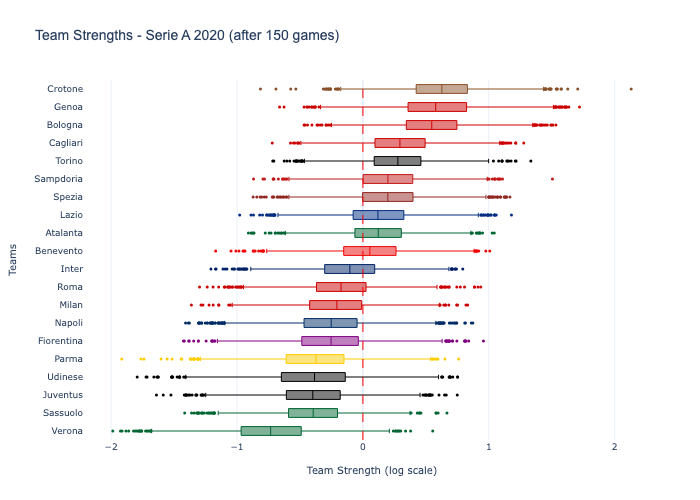 Team Strengths - Serie A 2020 (after 150 games)
Crotone
Genoa
Bologna
Cagliari
Torino
Sampdoria
Spezia
Lazio
Atalanta
Benevento
Inter
Roma
Milan
Napoli
Fiorentina
Parma
Udinese
Juventus
Sassuolo
Verona
Teams
−2 −1 0 1 2
Team Strength (log scale)